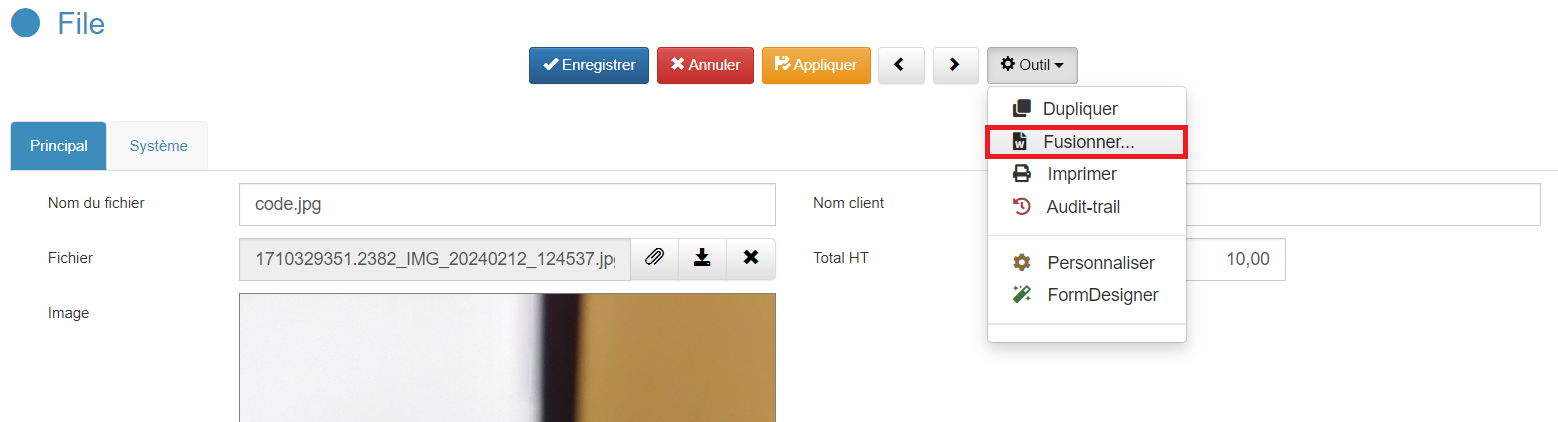 File
Enregistrer Annuler Appliquer Outil
Dupliquer
Fusionner...
Imprimer
Audit-trail
Personnaliser
FormDesigner
Principal Système
Nom du fichier code.jpg Nom client
Fichier 1710329351.2382_IMG_20240212_124537.jp Total HT 10,00
Image